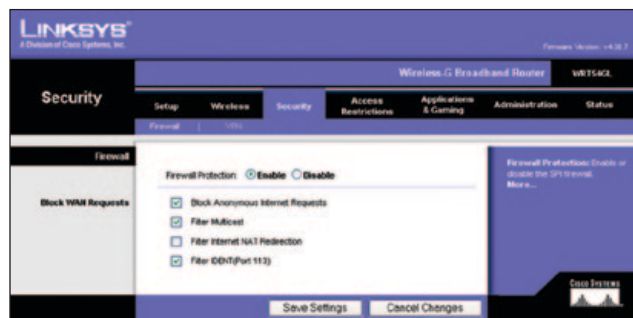 LINKSYS®
A Division of Cisco Systems, Inc.
Wireless-G Broadband Router WRT54GL
Security
Setup Wireless Security Access Restrictions Applications & Gaming Administration Status
Firewall |
Firewall
Firewall Protection: Enable Disable
Block WAN Requests
Block Anonymous Internet Requests
Filter Multicast
Filter Internet NAT Redirection
Filter IDENT(Port 113)
Firewall Protection: Enable or
disable the SPI firewall.
More...
Save Settings Cancel Changes
Cisco Systems